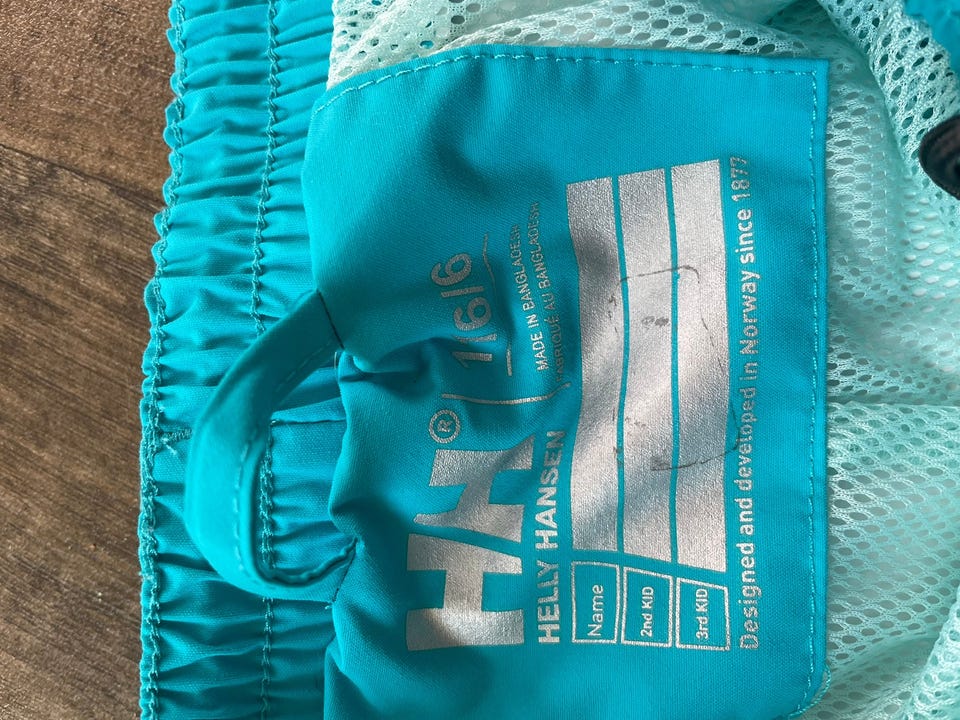 HH®
HELLY HANSEN
116|6
MADE IN BANGLADESH
FABRIQUÉ AU BANGLADESH
Name
2nd KID
3rd KID
Designed and developed in Norway since 1877